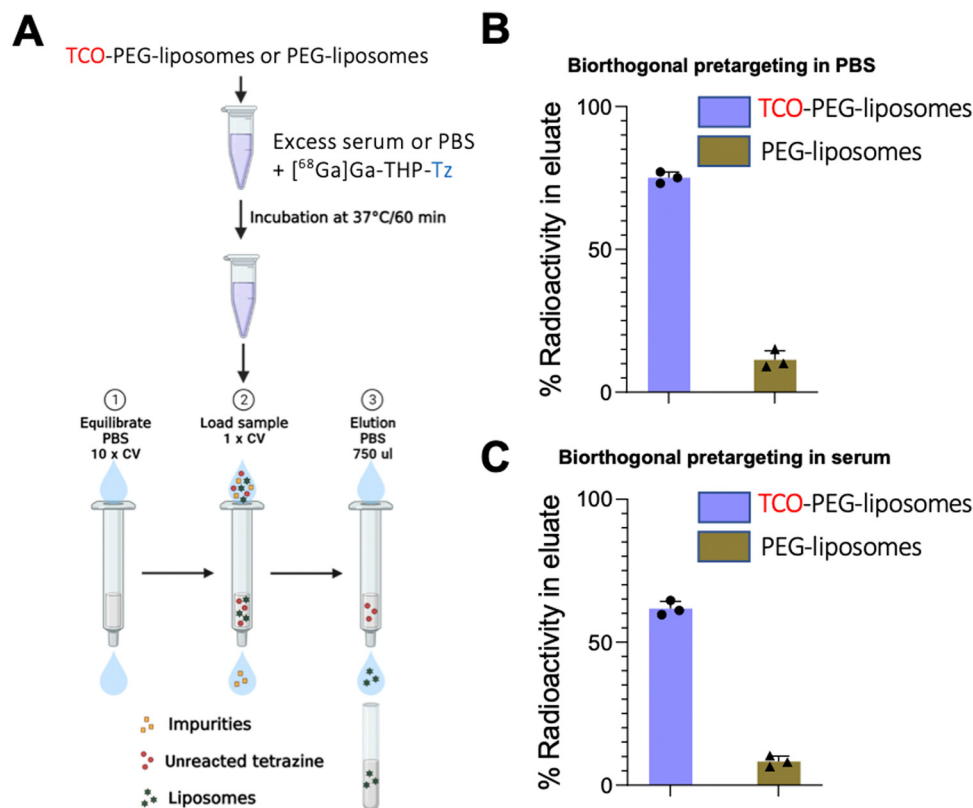 A
TCO-PEG-liposomes or PEG-liposomes
Excess serum or PBS
+ [⁶⁸Ga]Ga-THP-Tz
Incubation at 37°C/60 min
1
Equilibrate
PBS
10 x CV
2
Load sample
1 x CV
3
Elution
PBS
750 ul
Impurities
Unreacted tetrazine
Liposomes
B
Biorthogonal pretargeting in PBS
% Radioactivity in eluate
100
50
0
TCO-PEG-liposomes
PEG-liposomes
C
Biorthogonal pretargeting in serum
% Radioactivity in eluate
100
50
0
TCO-PEG-liposomes
PEG-liposomes